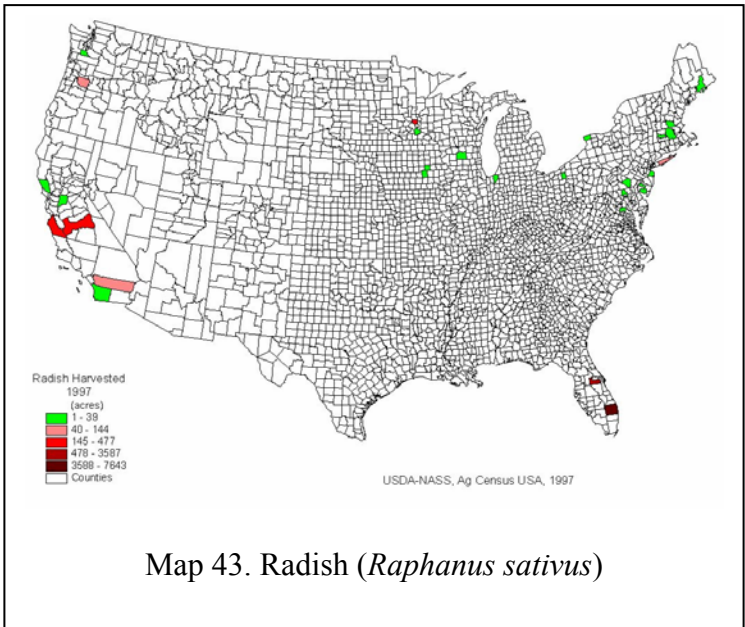 Radish Harvested
1997
(acres)
1 - 39
40 - 144
145 - 477
478 - 3587
3588 - 7643
Counties
USDA-NASS, Ag Census USA, 1997
Map 43. Radish (Raphanus sativus)